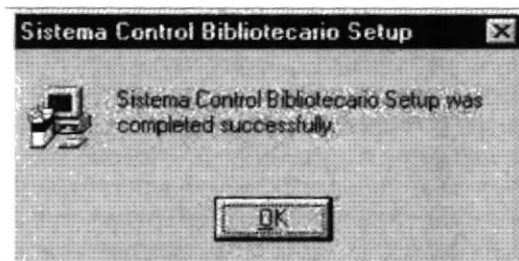 Sistema Control Bibliotecario Setup
Sistema Control Bibliotecario Setup was
completed successfully.
OK